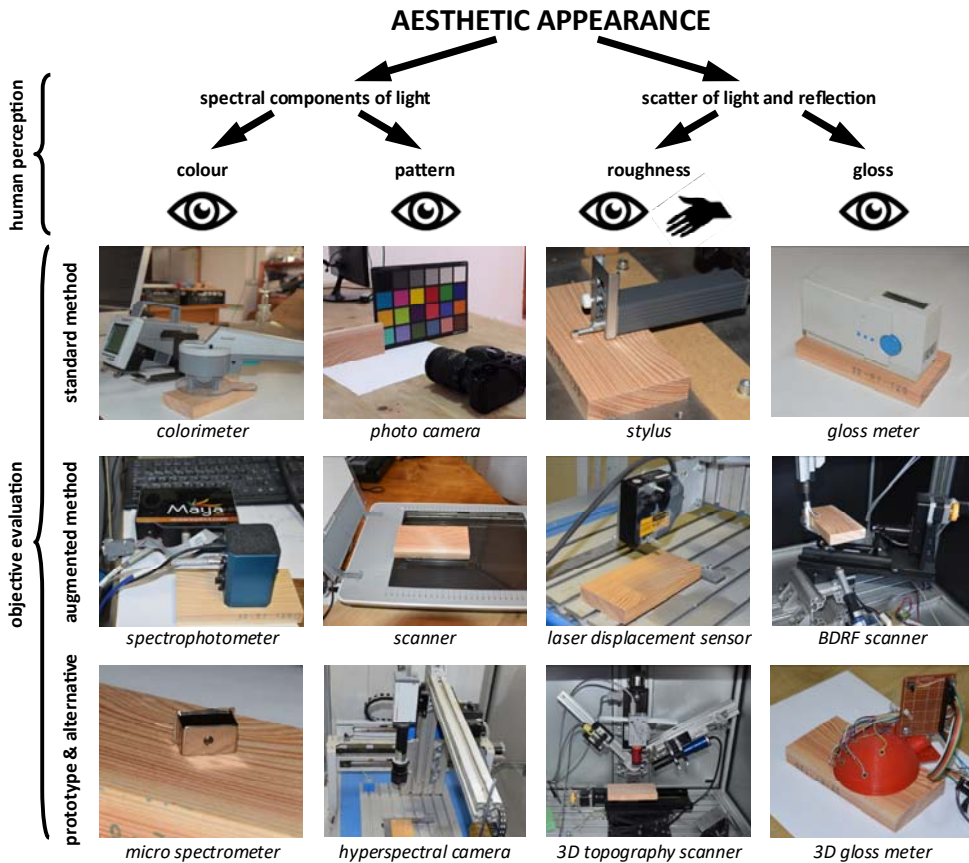 AESTHETIC APPEARANCE
human perception
spectral components of light
scatter of light and reflection
colour
pattern
roughness
gloss
objective evaluation
standard method
colorimeter
photo camera
stylus
gloss meter
augmented method
Maya
spectrophotometer
scanner
laser displacement sensor
BDRF scanner
prototype & alternative
micro spectrometer
hyperspectral camera
3D topography scanner
3D gloss meter